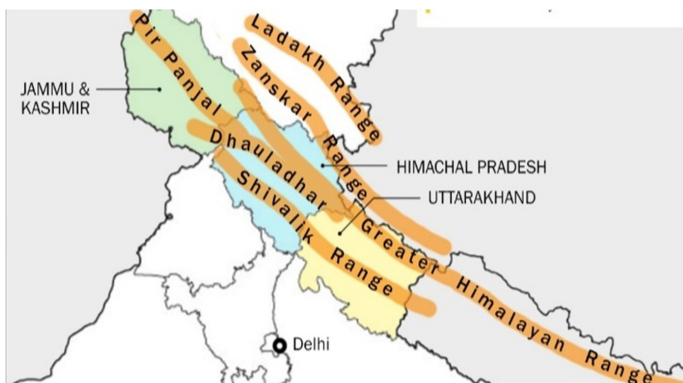 Ladakh Range
Pir Panjal
Zanskar Range
JAMMU &
KASHMIR
Dhauladhar
HIMACHAL PRADESH
Shivalik Range
UTTARAKHAND
Greater Himalayan Range
Delhi